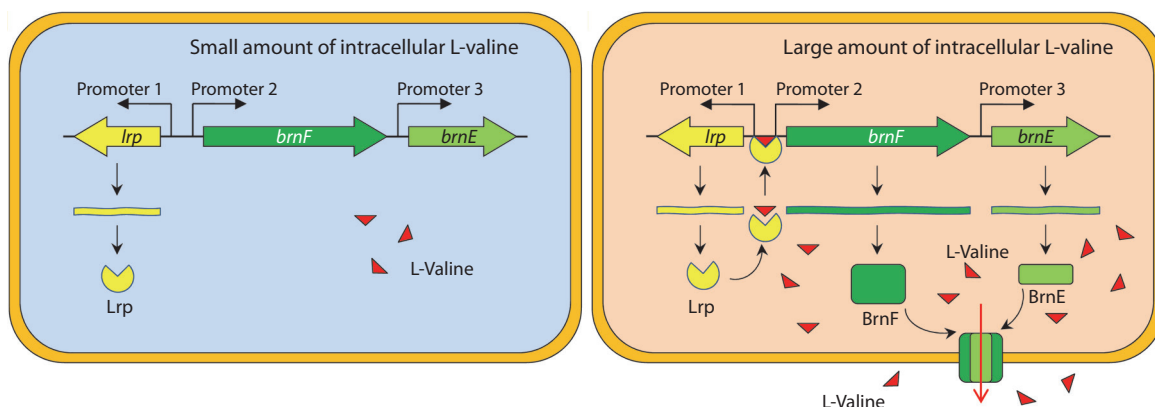 Small amount of intracellular L-valine
Promoter 1
Promoter 2
Promoter 3
lrp
brnF
brnE
L-Valine
Lrp
Large amount of intracellular L-valine
Promoter 1
Promoter 2
Promoter 3
lrp
brnF
brnE
L-Valine
Lrp
BrnF
BrnE
L-Valine